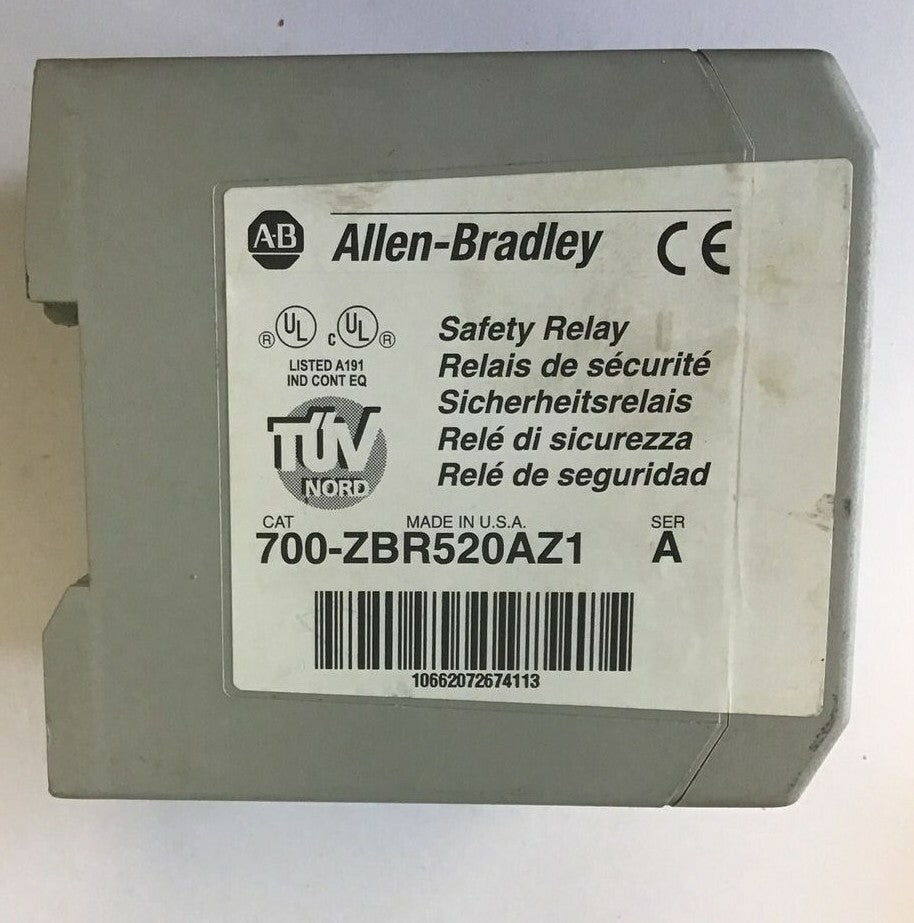 A-B Allen-Bradley CE
® UL c UL ®
LISTED A191
IND CONT EQ
TÜV
NORD
Safety Relay
Relais de sécurité
Sicherheitsrelais
Relé di sicurezza
Relé de seguridad
CAT MADE IN U.S.A. SER
700-ZBR520AZ1 A
10662072674113